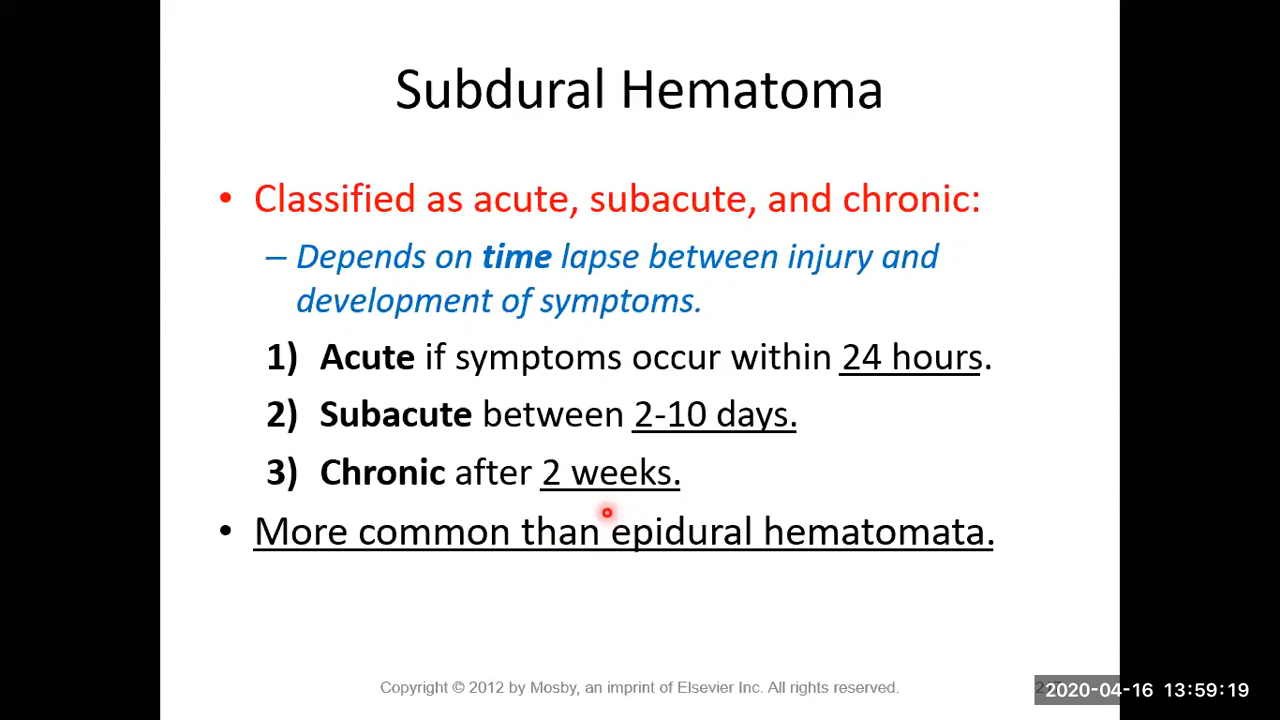 Subdural Hematoma
• Classified as acute, subacute, and chronic:
– Depends on time lapse between injury and
development of symptoms.
1) Acute if symptoms occur within 24 hours.
2) Subacute between 2-10 days.
3) Chronic after 2 weeks.
• More common than epidural hematomata.
Copyright © 2012 by Mosby, an imprint of Elsevier Inc. All rights reserved.
2020-04-16 13:59:19